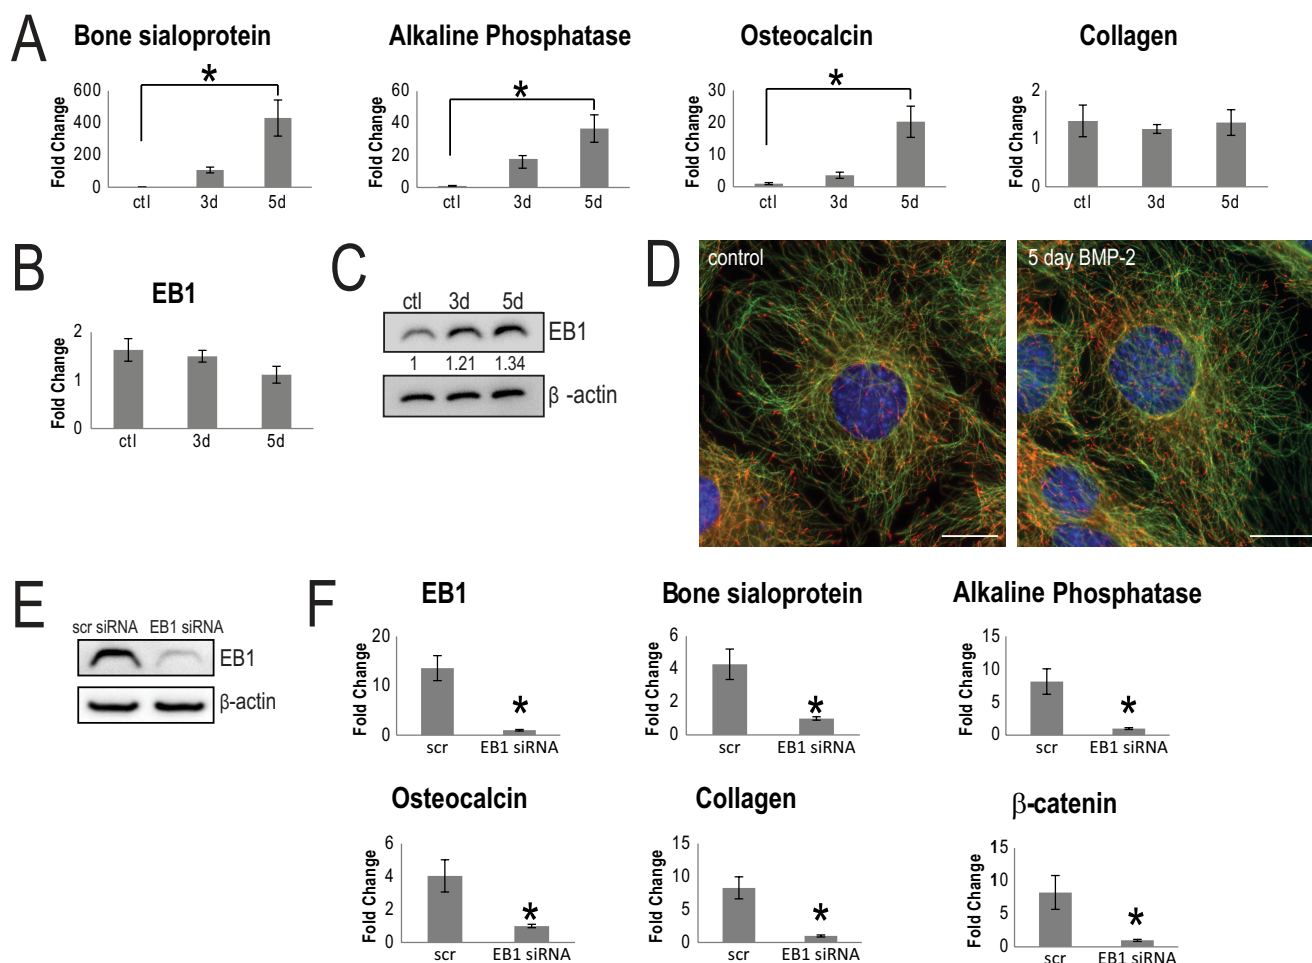 A
Bone sialoprotein
Fold Change
600
400
200
0
*
ctl 3d 5d
Alkaline Phosphatase
Fold Change
60
40
20
0
*
ctl 3d 5d
Osteocalcin
Fold Change
30
20
10
0
*
ctl 3d 5d
Collagen
Fold Change
2
1
0
ctl 3d 5d
B
EB1
Fold Change
2
1
0
ctl 3d 5d
C
ctl 3d 5d
EB1
1 1.21 1.34
β -actin
D
control
5 day BMP-2
E
scr siRNA EB1 siRNA
EB1
β-actin
F
EB1
Fold Change
20
10
0
*
scr EB1 siRNA
Bone sialoprotein
Fold Change
6
4
2
0
*
scr EB1 siRNA
Alkaline Phosphatase
Fold Change
15
10
5
0
*
scr EB1 siRNA
Osteocalcin
Fold Change
6
4
2
0
*
scr EB1 siRNA
Collagen
Fold Change
15
10
5
0
*
scr EB1 siRNA
β-catenin
Fold Change
15
10
5
0
*
scr EB1 siRNA